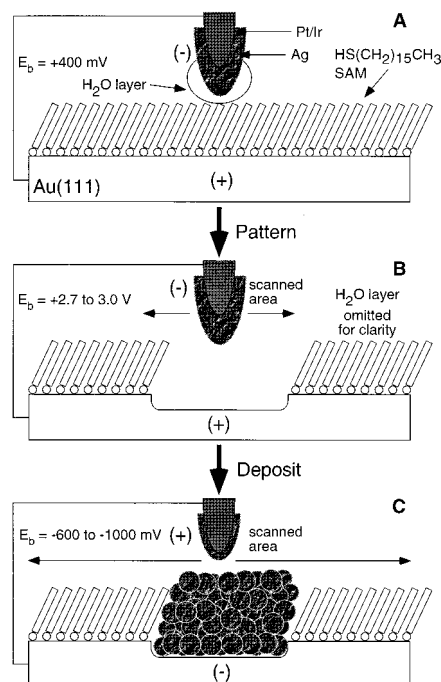 A
(-)
Pt/Ir
Ag
E_b = +400 mV
H₂O layer
HS(CH₂)₁₅CH₃
SAM
Au(111)
(+)
Pattern
B
(-)
scanned
area
E_b = +2.7 to 3.0 V
H₂O layer
omitted
for clarity
(+)
Deposit
C
E_b = -600 to -1000 mV
(+)
scanned
area
(-)